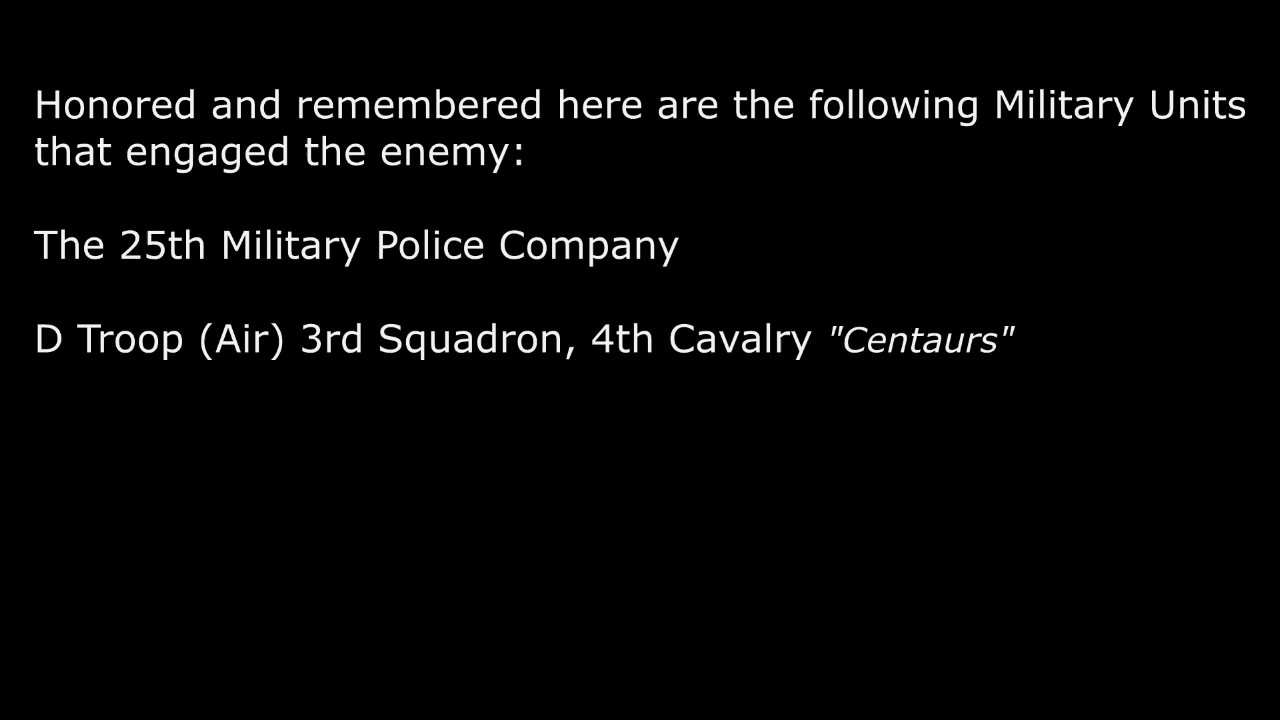 Honored and remembered here are the following Military Units
that engaged the enemy:
The 25th Military Police Company
D Troop (Air) 3rd Squadron, 4th Cavalry "Centaurs"